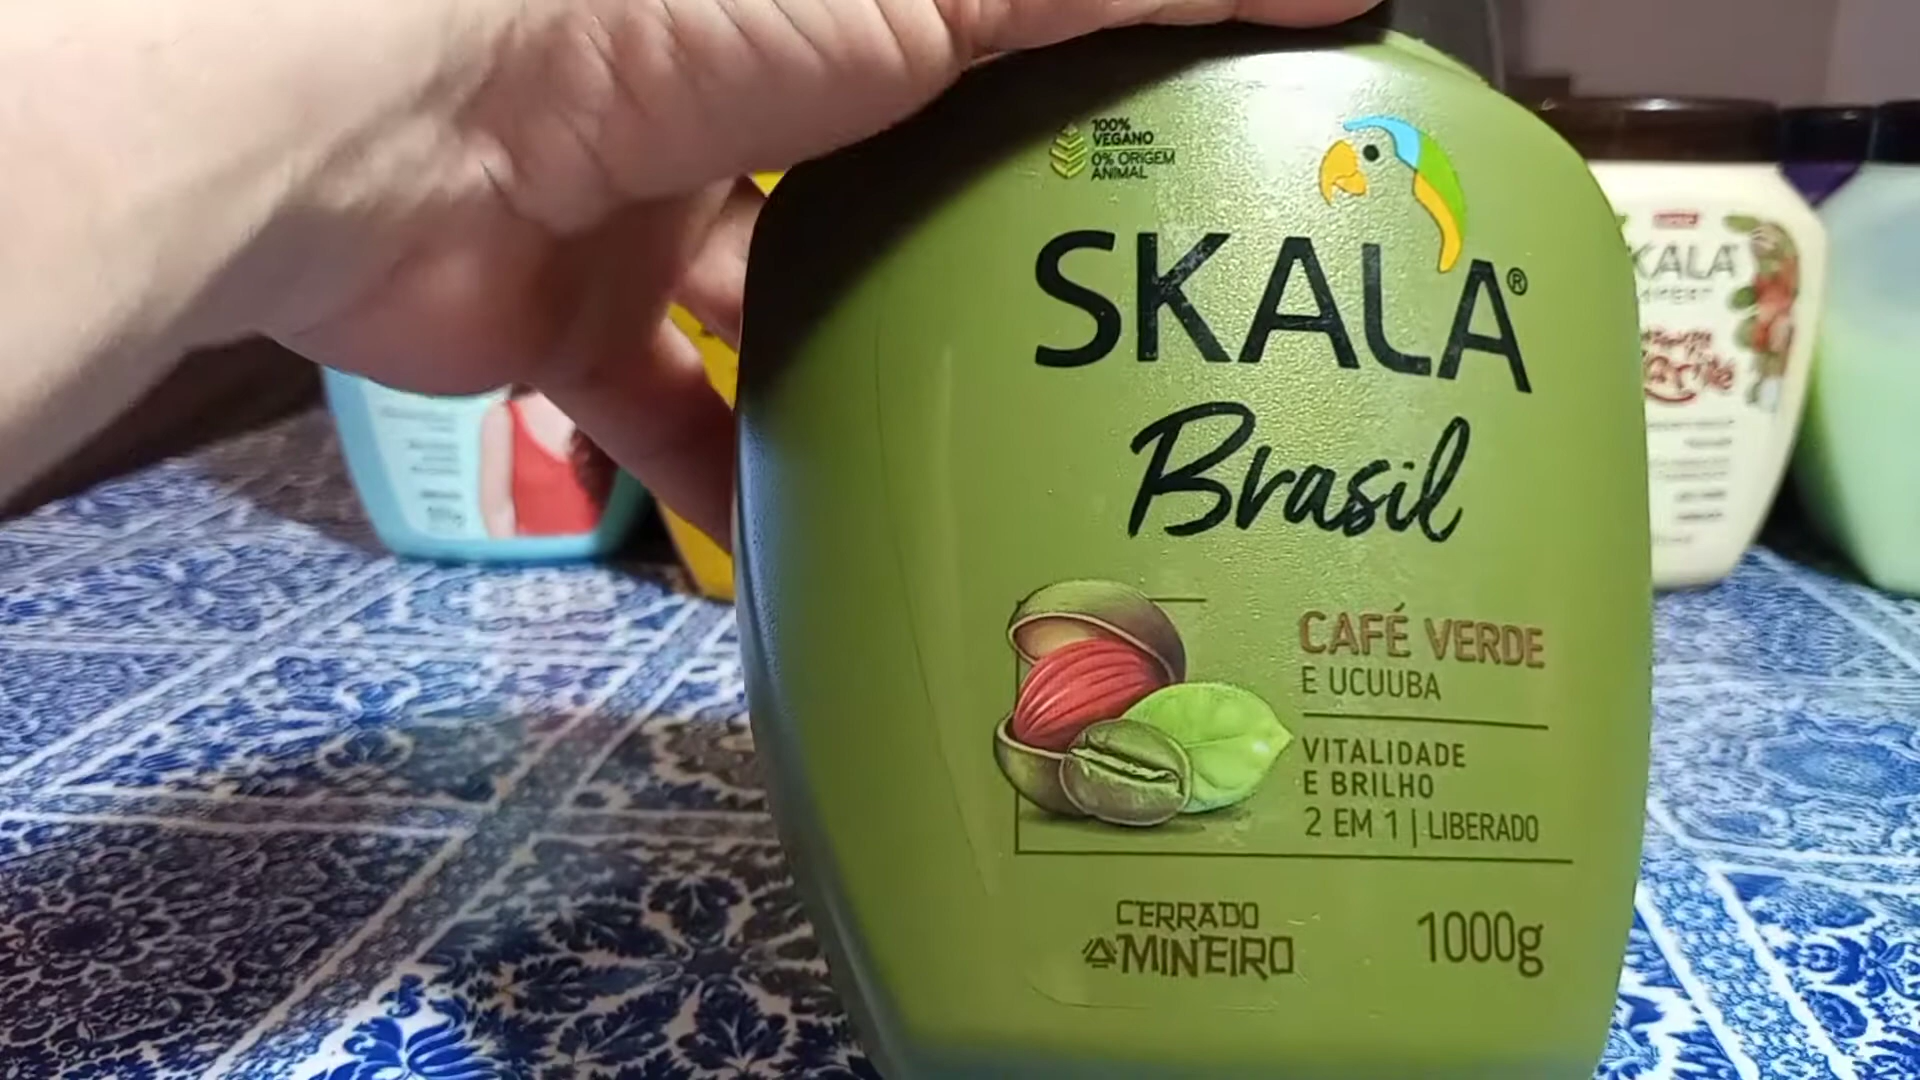 100%
VEGANO
0% ORIGEM
ANIMAL
SKALA®
Brasil
CAFÉ VERDE
E UCUUBA
VITALIDADE
E BRILHO
2 EM 1 | LIBERADO
CERRADO
MINEIRO
1000g
SKALA